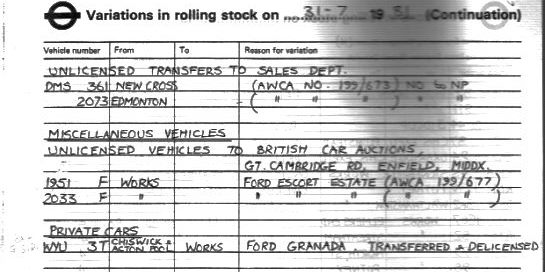 Variations in rolling stock on 31-7 1981 (Continuation)
Vehicle number From To Reason for variation
UNLICENSED TRANSFERS TO SALES DEPT.
DMS 361 NEW CROSS (AWCA NO. 199/673) NO to NP
2073 EDMONTON - ( " " " ) " "
MISCELLANEOUS VEHICLES
UNLICENSED VEHICLES TO BRITISH CAR AUCTIONS,
GT. CAMBRIDGE RD, ENFIELD, MIDDX.
1951 F WORKS FORD ESCORT ESTATE (AWCA 199/677)
2033 F " " " " ( " " )
PRIVATE CARS
WYU 3T CHISWICK & ACTON POOL WORKS FORD GRANADA. TRANSFERRED & DELICENSED